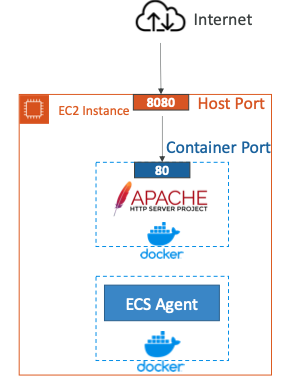 Internet
8080
Host Port
EC2 Instance
Container Port
80
APACHE
HTTP SERVER PROJECT
docker
ECS Agent
docker